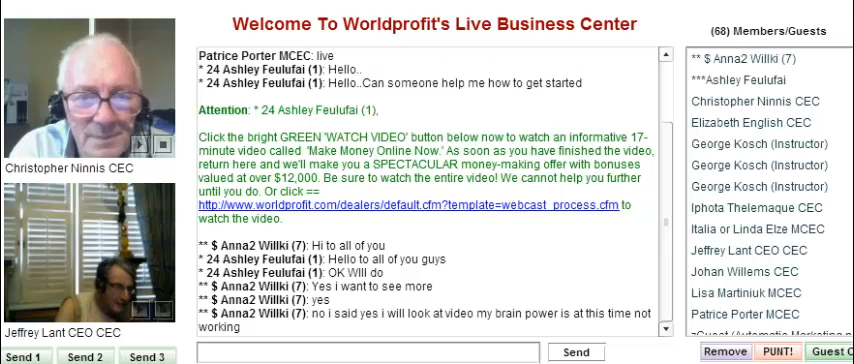 Welcome To Worldprofit's Live Business Center
(68) Members/Guests
Christopher Ninnis CEC
Jeffrey Lant CEO CEC
Send 1 Send 2 Send 3
Patrice Porter MCEC: live
* 24 Ashley Feulufai (1): Hello..
* 24 Ashley Feulufai (1): Hello..Can someone help me how to get started
Attention: * 24 Ashley Feulufai (1),
Click the bright GREEN 'WATCH VIDEO' button below now to watch an informative 17-
minute video called 'Make Money Online Now.' As soon as you have finished the video,
return here and we'll make you a SPECTACULAR money-making offer with bonuses
valued at over $12,000. Be sure to watch the entire video! We cannot help you further
until you do. Or click ==
http://www.worldprofit.com/dealers/default.cfm?template=webcast_process.cfm to
watch the video.
** $ Anna2 Willki (7): Hi to all of you
* 24 Ashley Feulufai (1): Hello to all of you guys
* 24 Ashley Feulufai (1): OK WIll do
** $ Anna2 Willki (7): Yes i want to see more
** $ Anna2 Willki (7): yes
** $ Anna2 Willki (7): no i said yes i will look at video my brain power is at this time not
working
Send
** $ Anna2 Willki (7)
***Ashley Feulufai
Christopher Ninnis CEC
Elizabeth English CEC
George Kosch (Instructor)
George Kosch (Instructor)
George Kosch (Instructor)
Iphota Thelemaque CEC
Italia or Linda Elze MCEC
Jeffrey Lant CEO CEC
Johan Willems CEC
Lisa Martiniuk MCEC
Patrice Porter MCEC
zGuest (Automatic Marketing
Remove PUNT! Guest C